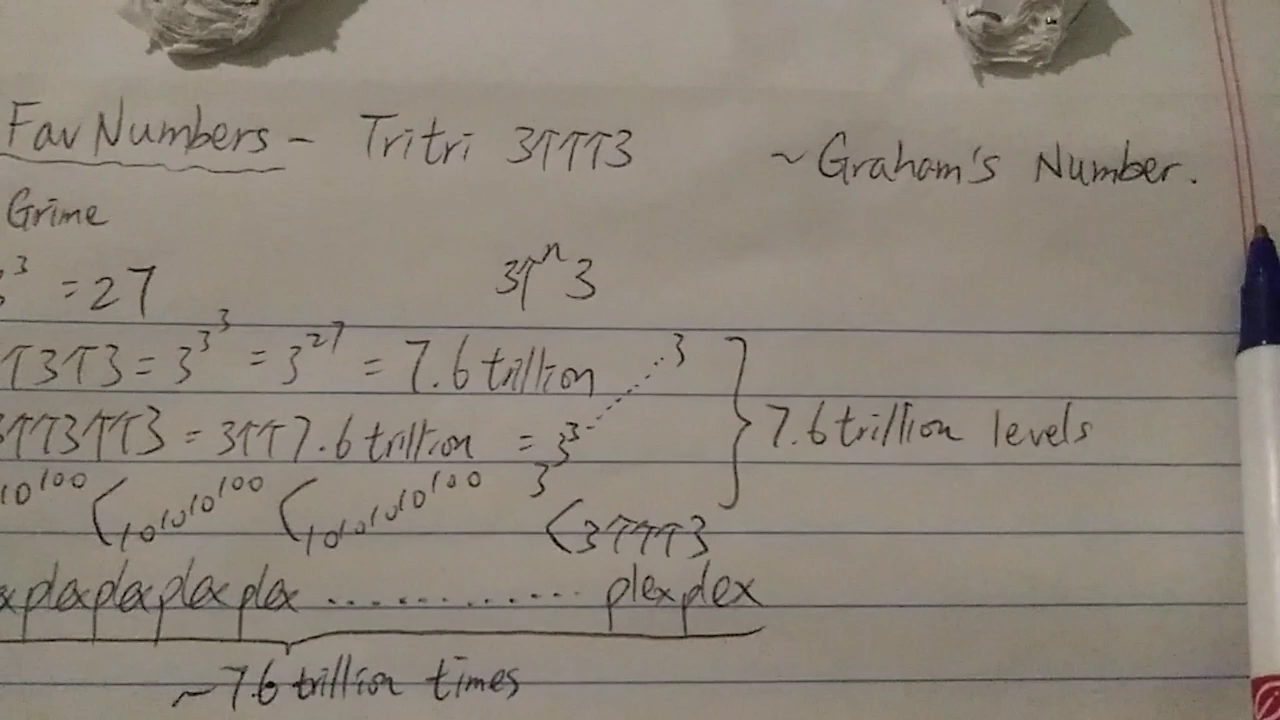 Fav Numbers - Tritri 3↑↑↑3 ~Graham's Number.
Grime
3 = 27
3↑ⁿ3
↑3↑3 = 3^3^3 = 3^27 = 7.6 trillion
3↑↑3↑↑3 = 3↑↑7.6 trillion = 3^3^3⋰3 } 7.6 trillion levels
10^100 < 10^10^10^100 < 10^10^10^10^100 < 3↑↑↑3
plexplexplexplex ............ plexplex
~7.6 trillion times